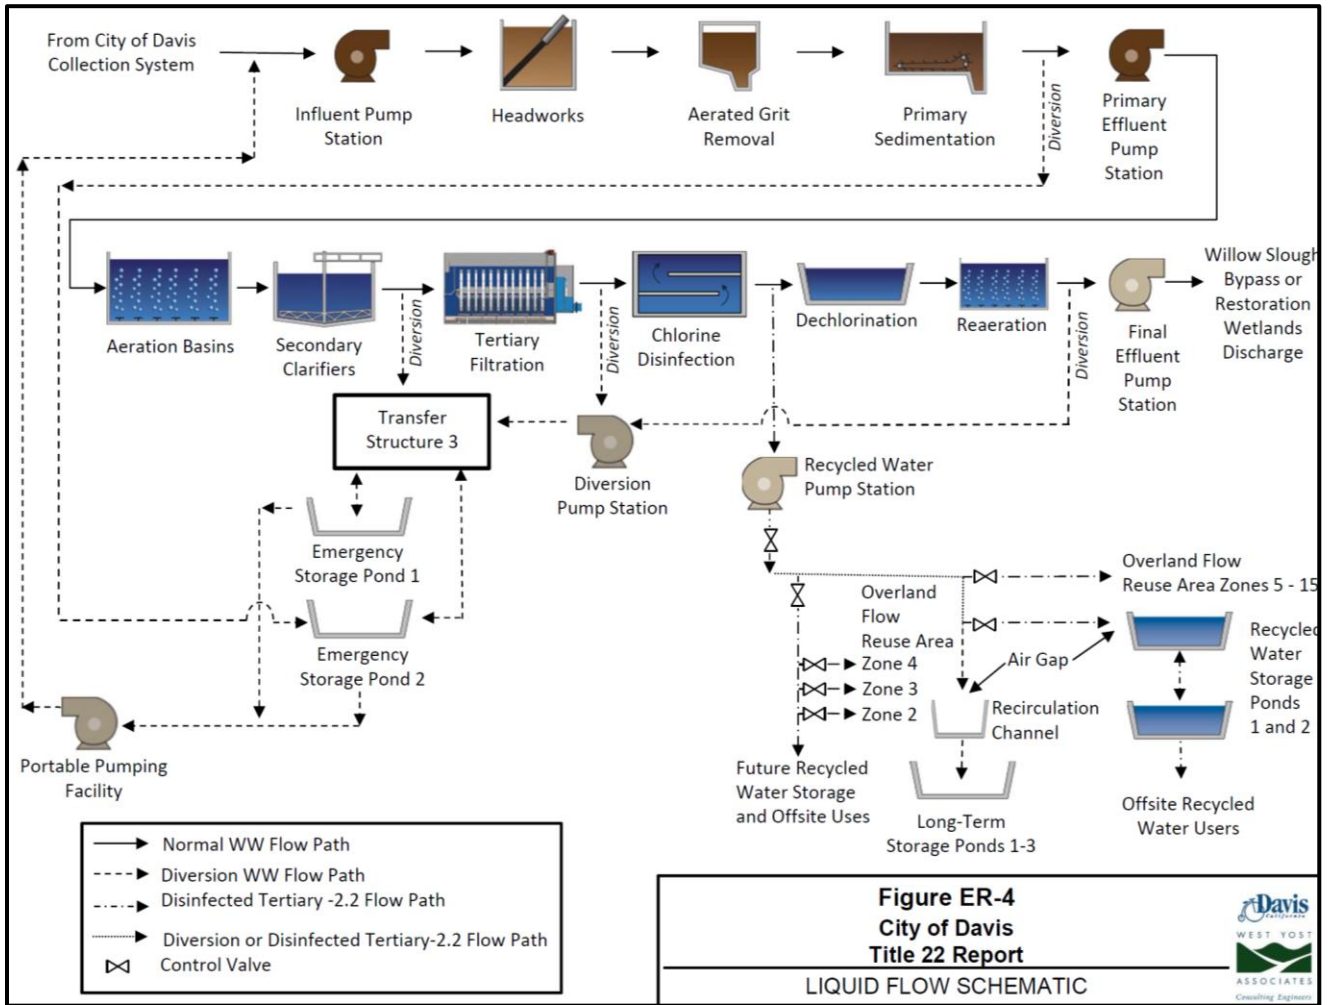 From City of Davis
Collection System
Influent Pump
Station
Headworks
Aerated Grit
Removal
Primary
Sedimentation
Diversion
Primary
Effluent
Pump
Station
Aeration Basins
Secondary
Clarifiers
Diversion
Tertiary
Filtration
Diversion
Chlorine
Disinfection
Dechlorination
Reaeration
Diversion
Final
Effluent
Pump
Station
Willow Slough
Bypass or
Restoration
Wetlands
Discharge
Transfer
Structure 3
Diversion
Pump Station
Recycled Water
Pump Station
Emergency
Storage Pond 1
Emergency
Storage Pond 2
Portable Pumping
Facility
Overland
Flow
Reuse Area
Zone 4
Zone 3
Zone 2
Future Recycled
Water Storage
and Offsite Uses
Overland Flow
Reuse Area Zones 5 - 15
Air Gap
Recirculation
Channel
Long-Term
Storage Ponds 1-3
Recycled
Water
Storage
Ponds
1 and 2
Offsite Recycled
Water Users
Normal WW Flow Path
Diversion WW Flow Path
Disinfected Tertiary -2.2 Flow Path
Diversion or Disinfected Tertiary-2.2 Flow Path
Control Valve
Figure ER-4
City of Davis
Title 22 Report
LIQUID FLOW SCHEMATIC
Davis
California
WEST YOST
ASSOCIATES
Consulting Engineers